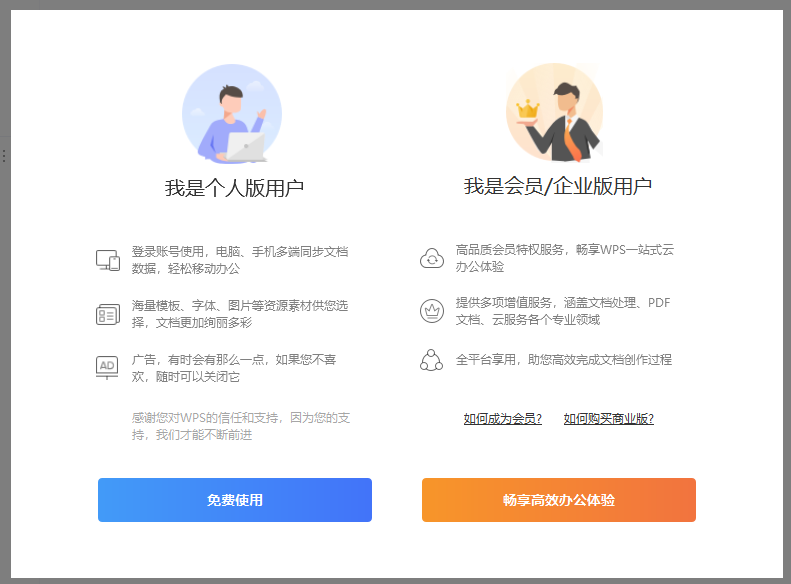 我是个人版用户
登录账号使用，电脑、手机多端同步文档
数据，轻松移动办公
海量模板、字体、图片等资源素材供您选
择，文档更加绚丽多彩
AD
广告，有时会有那么一点，如果您不喜
欢，随时可以关闭它
感谢您对WPS的信任和支持，因为您的支
持，我们才能不断前进
免费使用
我是会员/企业版用户
高品质会员特权服务，畅享WPS一站式云
办公体验
提供多项增值服务，涵盖文档处理、PDF
文档、云服务各个专业领域
全平台享用，助您高效完成文档创作过程
如何成为会员? 如何购买商业版?
畅享高效办公体验